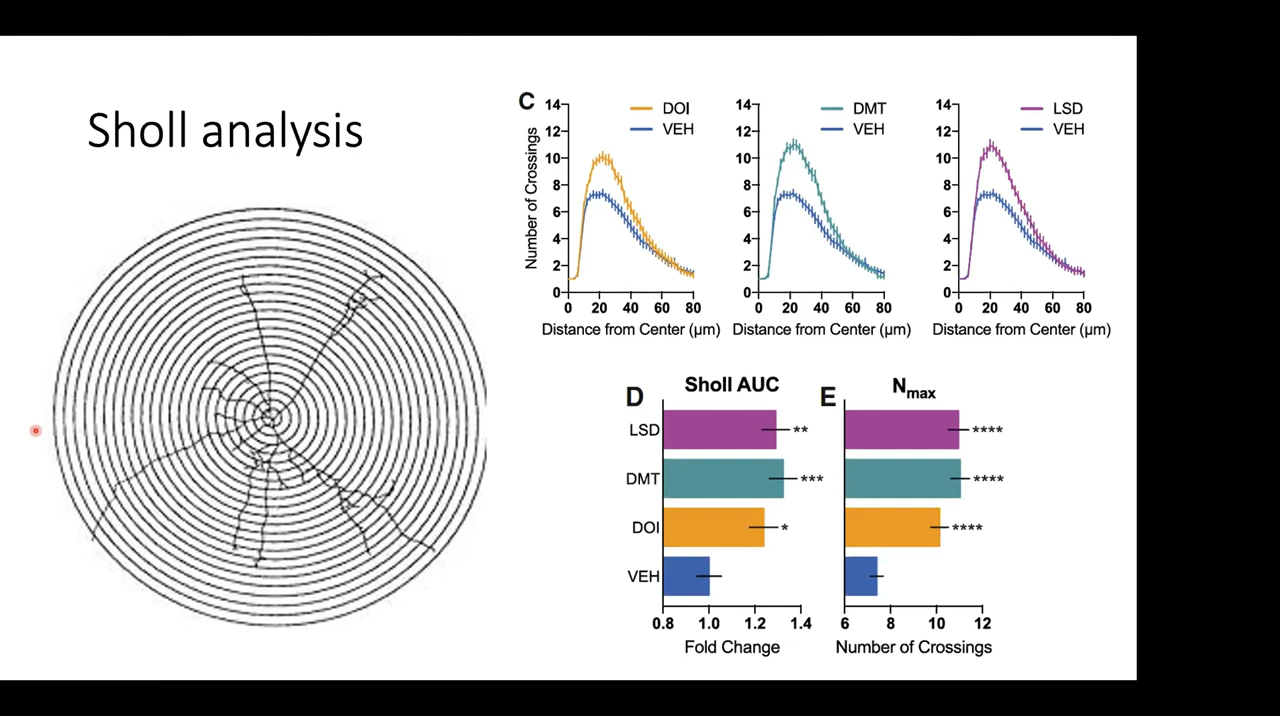 Sholl analysis
C
14
12
10
8
6
4
2
0
Number of Crossings
DOI
VEH
0 20 40 60 80
Distance from Center (µm)
14
12
10
8
6
4
2
0
DMT
VEH
0 20 40 60 80
Distance from Center (µm)
14
12
10
8
6
4
2
0
LSD
VEH
0 20 40 60 80
Distance from Center (µm)
D
Sholl AUC
LSD **
DMT ***
DOI *
VEH
0.8 1.0 1.2 1.4
Fold Change
E
Nmax
****
****
****
6 8 10 12
Number of Crossings